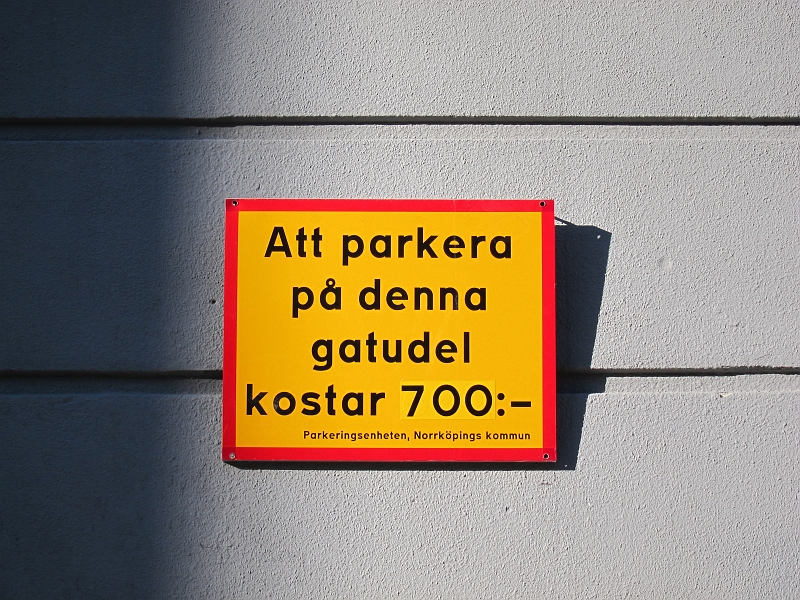 Att parkera
på denna
gatudel
kostar 700:-
Parkeringsenheten, Norrköpings kommun